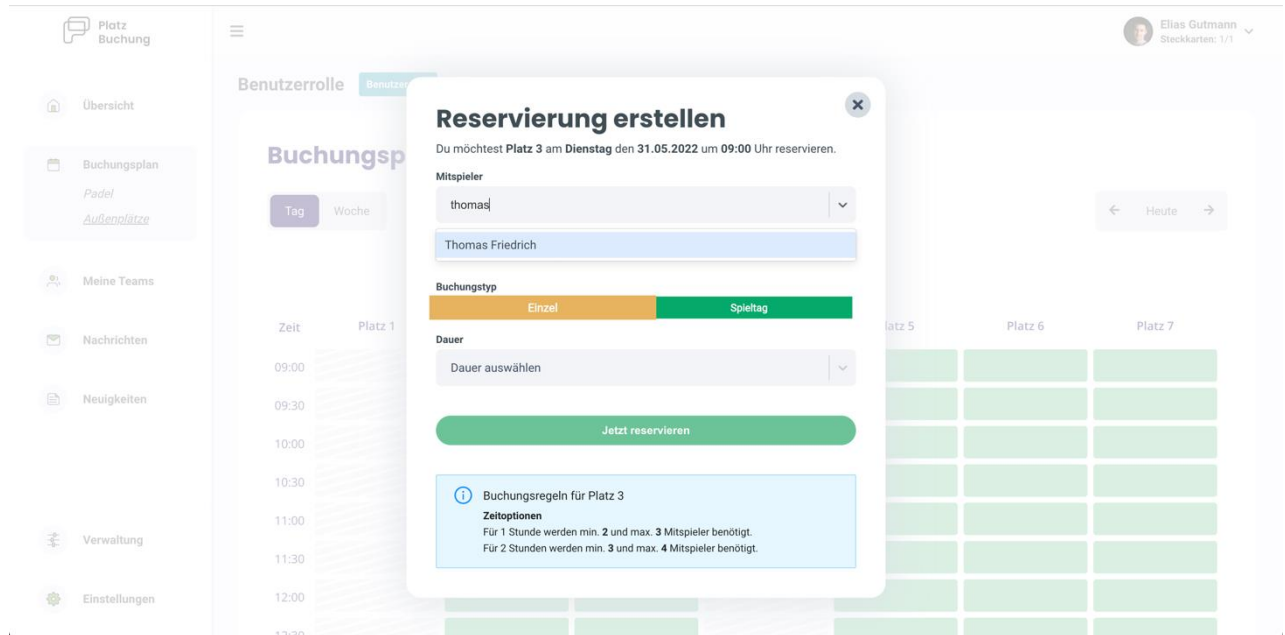 Platz
Buchung
Elias Gutmann
Steckkarten: 1/1
Benutzerrolle
Übersicht
Reservierung erstellen
Du möchtest Platz 3 am Dienstag den 31.05.2022 um 09:00 Uhr reservieren.
Buchungsp
Buchungsplan
Mitspieler
Padel
thomas
Tag Woche
Heute
Außenplätze
Thomas Friedrich
Meine Teams
Buchungstyp
Einzel Spieltag
Zeit Platz 1 latz 5 Platz 6 Platz 7
Nachrichten
Dauer
09:00
Dauer auswählen
Neuigkeiten
09:30
Jetzt reservieren
10:00
10:30
Buchungsregeln für Platz 3
Zeitoptionen
Für 1 Stunde werden min. 2 und max. 3 Mitspieler benötigt.
Für 2 Stunden werden min. 3 und max. 4 Mitspieler benötigt.
11:00
Verwaltung
11:30
12:00
Einstellungen